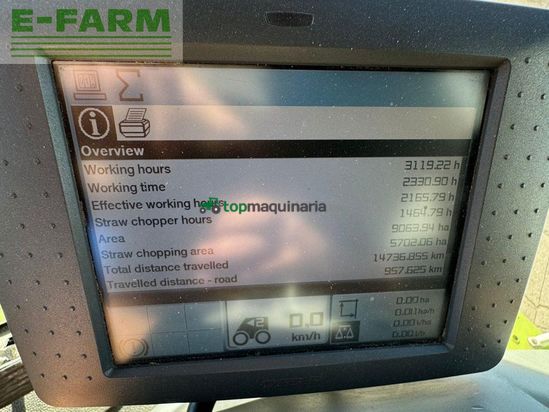 E-FARM
Overview
Working hours 3119.22 h
Working time 2330.90 h
Effective working hours 2165.79 h
Straw chopper hours 1464.79 h
Area 9063.94 ha
Straw chopping area 5702.06 ha
Total distance travelled 14736.855 km
Travelled distance - road 957.625 km
topmaquinaria
0.0
km/h
0.00 ha
0.00 t/ha
0.00 t/h